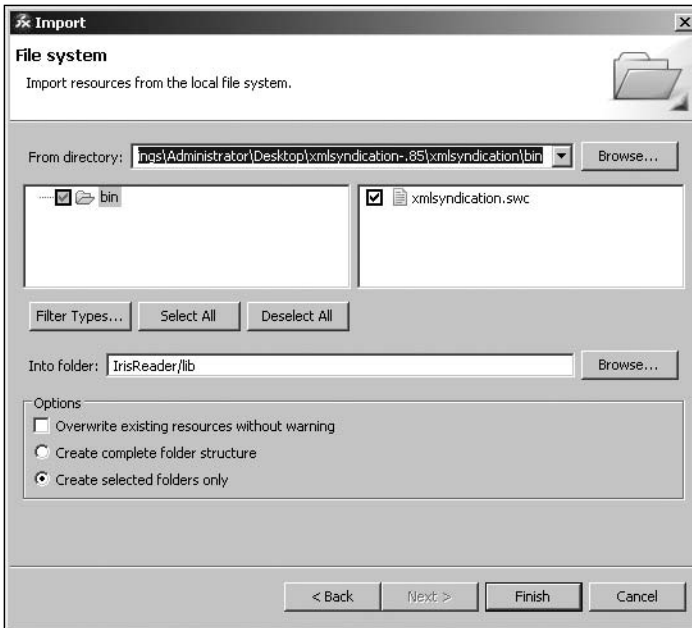 Import
File system
Import resources from the local file system.
From directory: ings\Administrator\Desktop\xmlsyndication-.85\xmlsyndication\bin Browse...
bin
xmlsyndication.swc
Filter Types... Select All Deselect All
Into folder: IrisReader/lib Browse...
Options
Overwrite existing resources without warning
Create complete folder structure
Create selected folders only
< Back Next > Finish Cancel